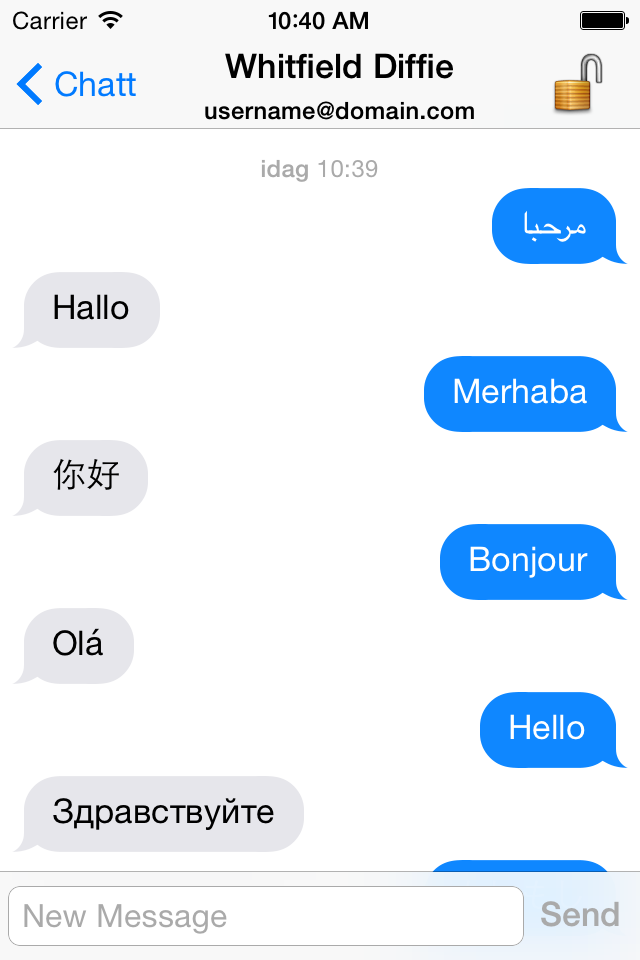 Carrier 10:40 AM
Chatt
Whitfield Diffie
username@domain.com
idag 10:39
مرحبا
Hallo
Merhaba
你好
Bonjour
Olá
Hello
Здравствуйте
New Message
Send